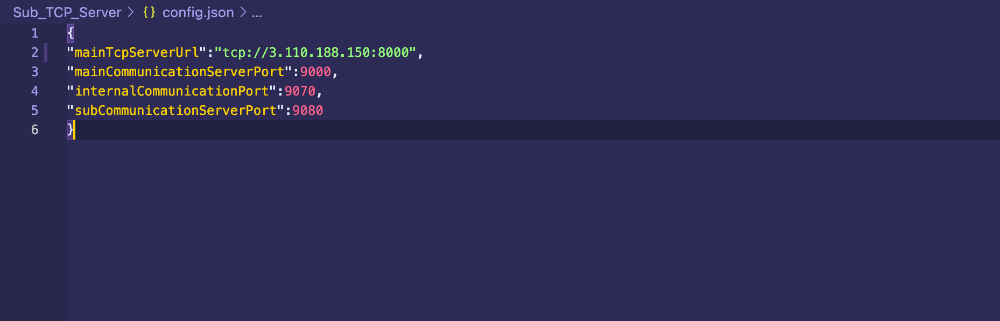 Sub_TCP_Server > {} config.json > ...
1 {
2 "mainTcpServerUrl":"tcp://3.110.188.150:8000",
3 "mainCommunicationServerPort":9000,
4 "internalCommunicationPort":9070,
5 "subCommunicationServerPort":9080
6 }